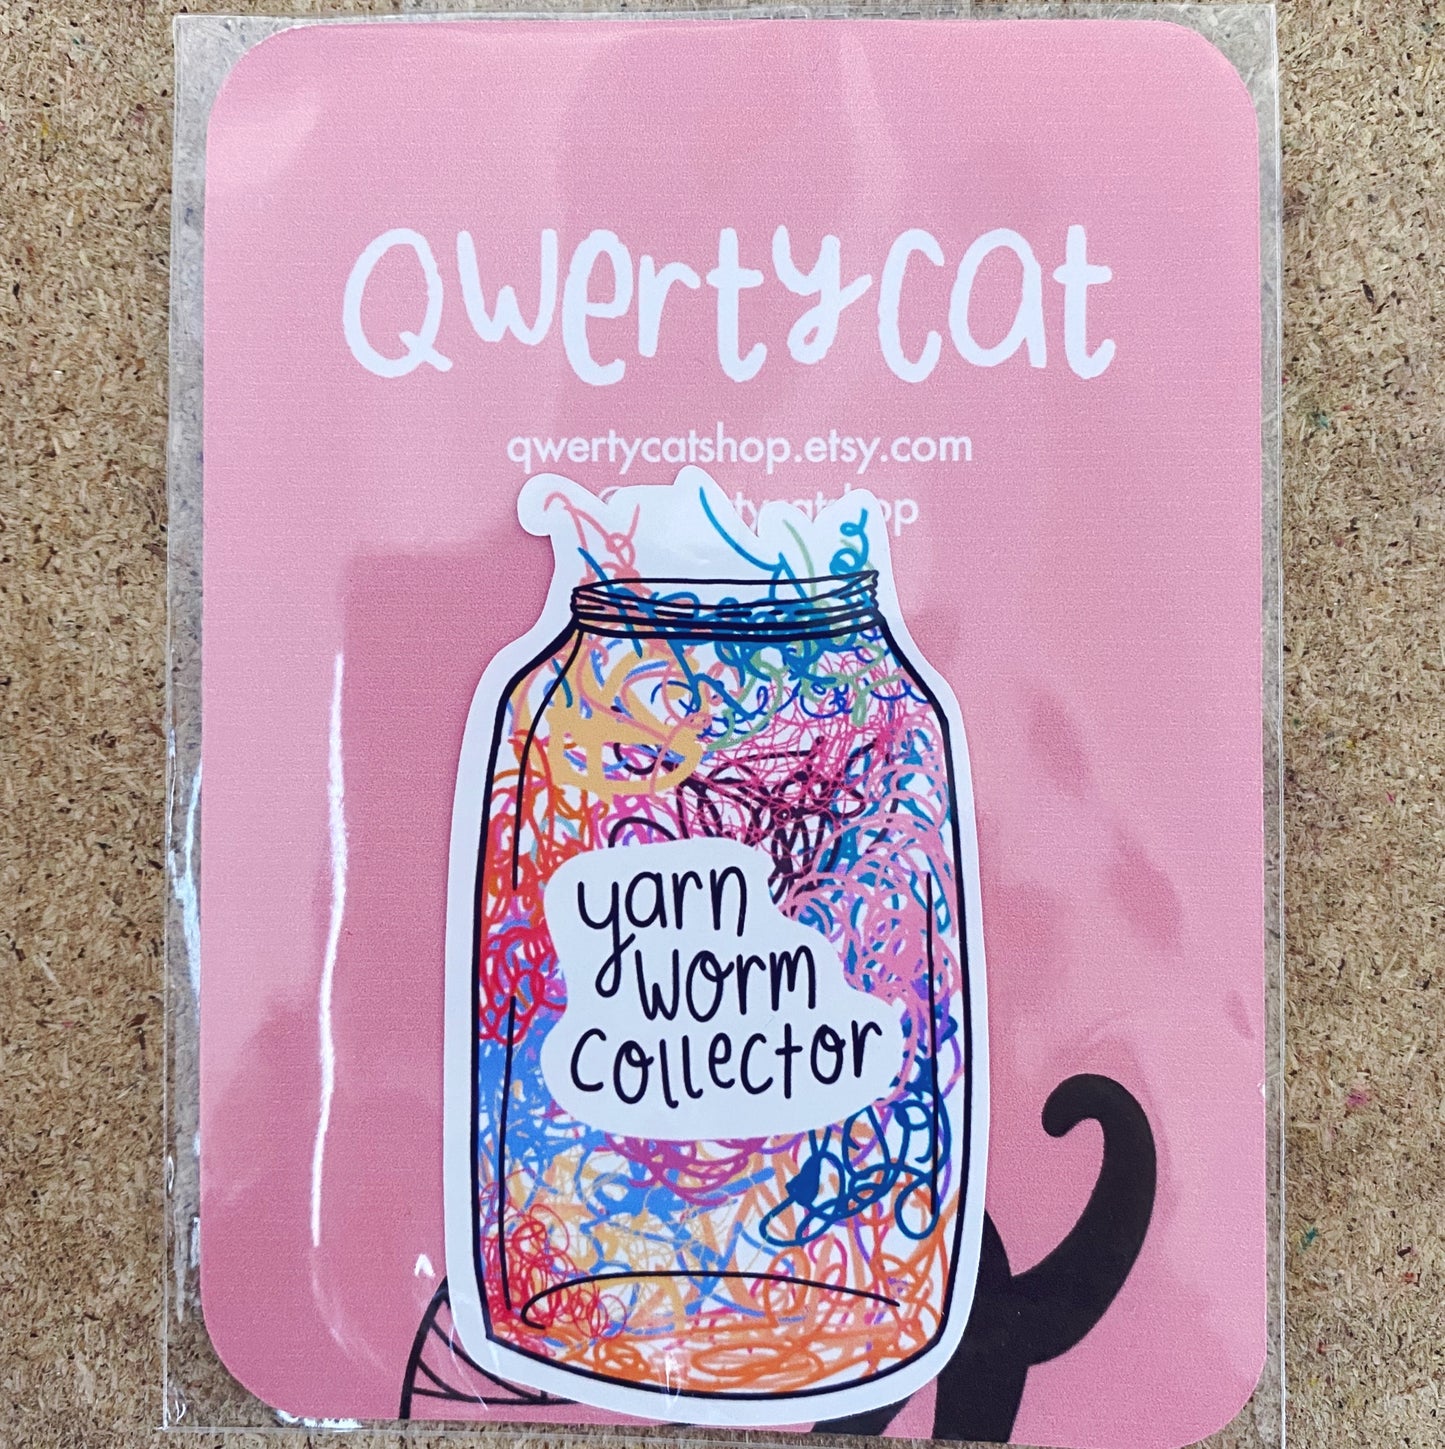 Qwertycat
qwertycatshop.etsy.com
yarn
worm
collector